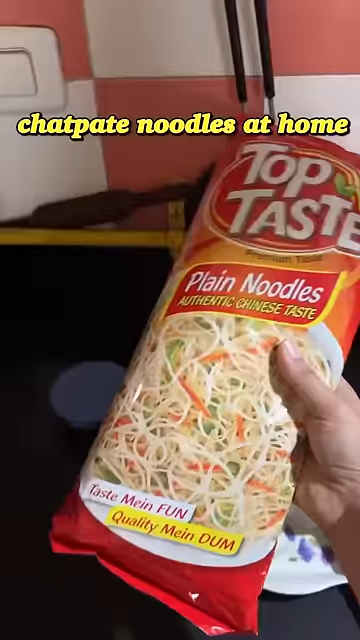 chatpate noodles at home
TOP
TASTE
Premium Taste
Plain Noodles
AUTHENTIC CHINESE TASTE
Taste Mein FUN
Quality Mein DUM